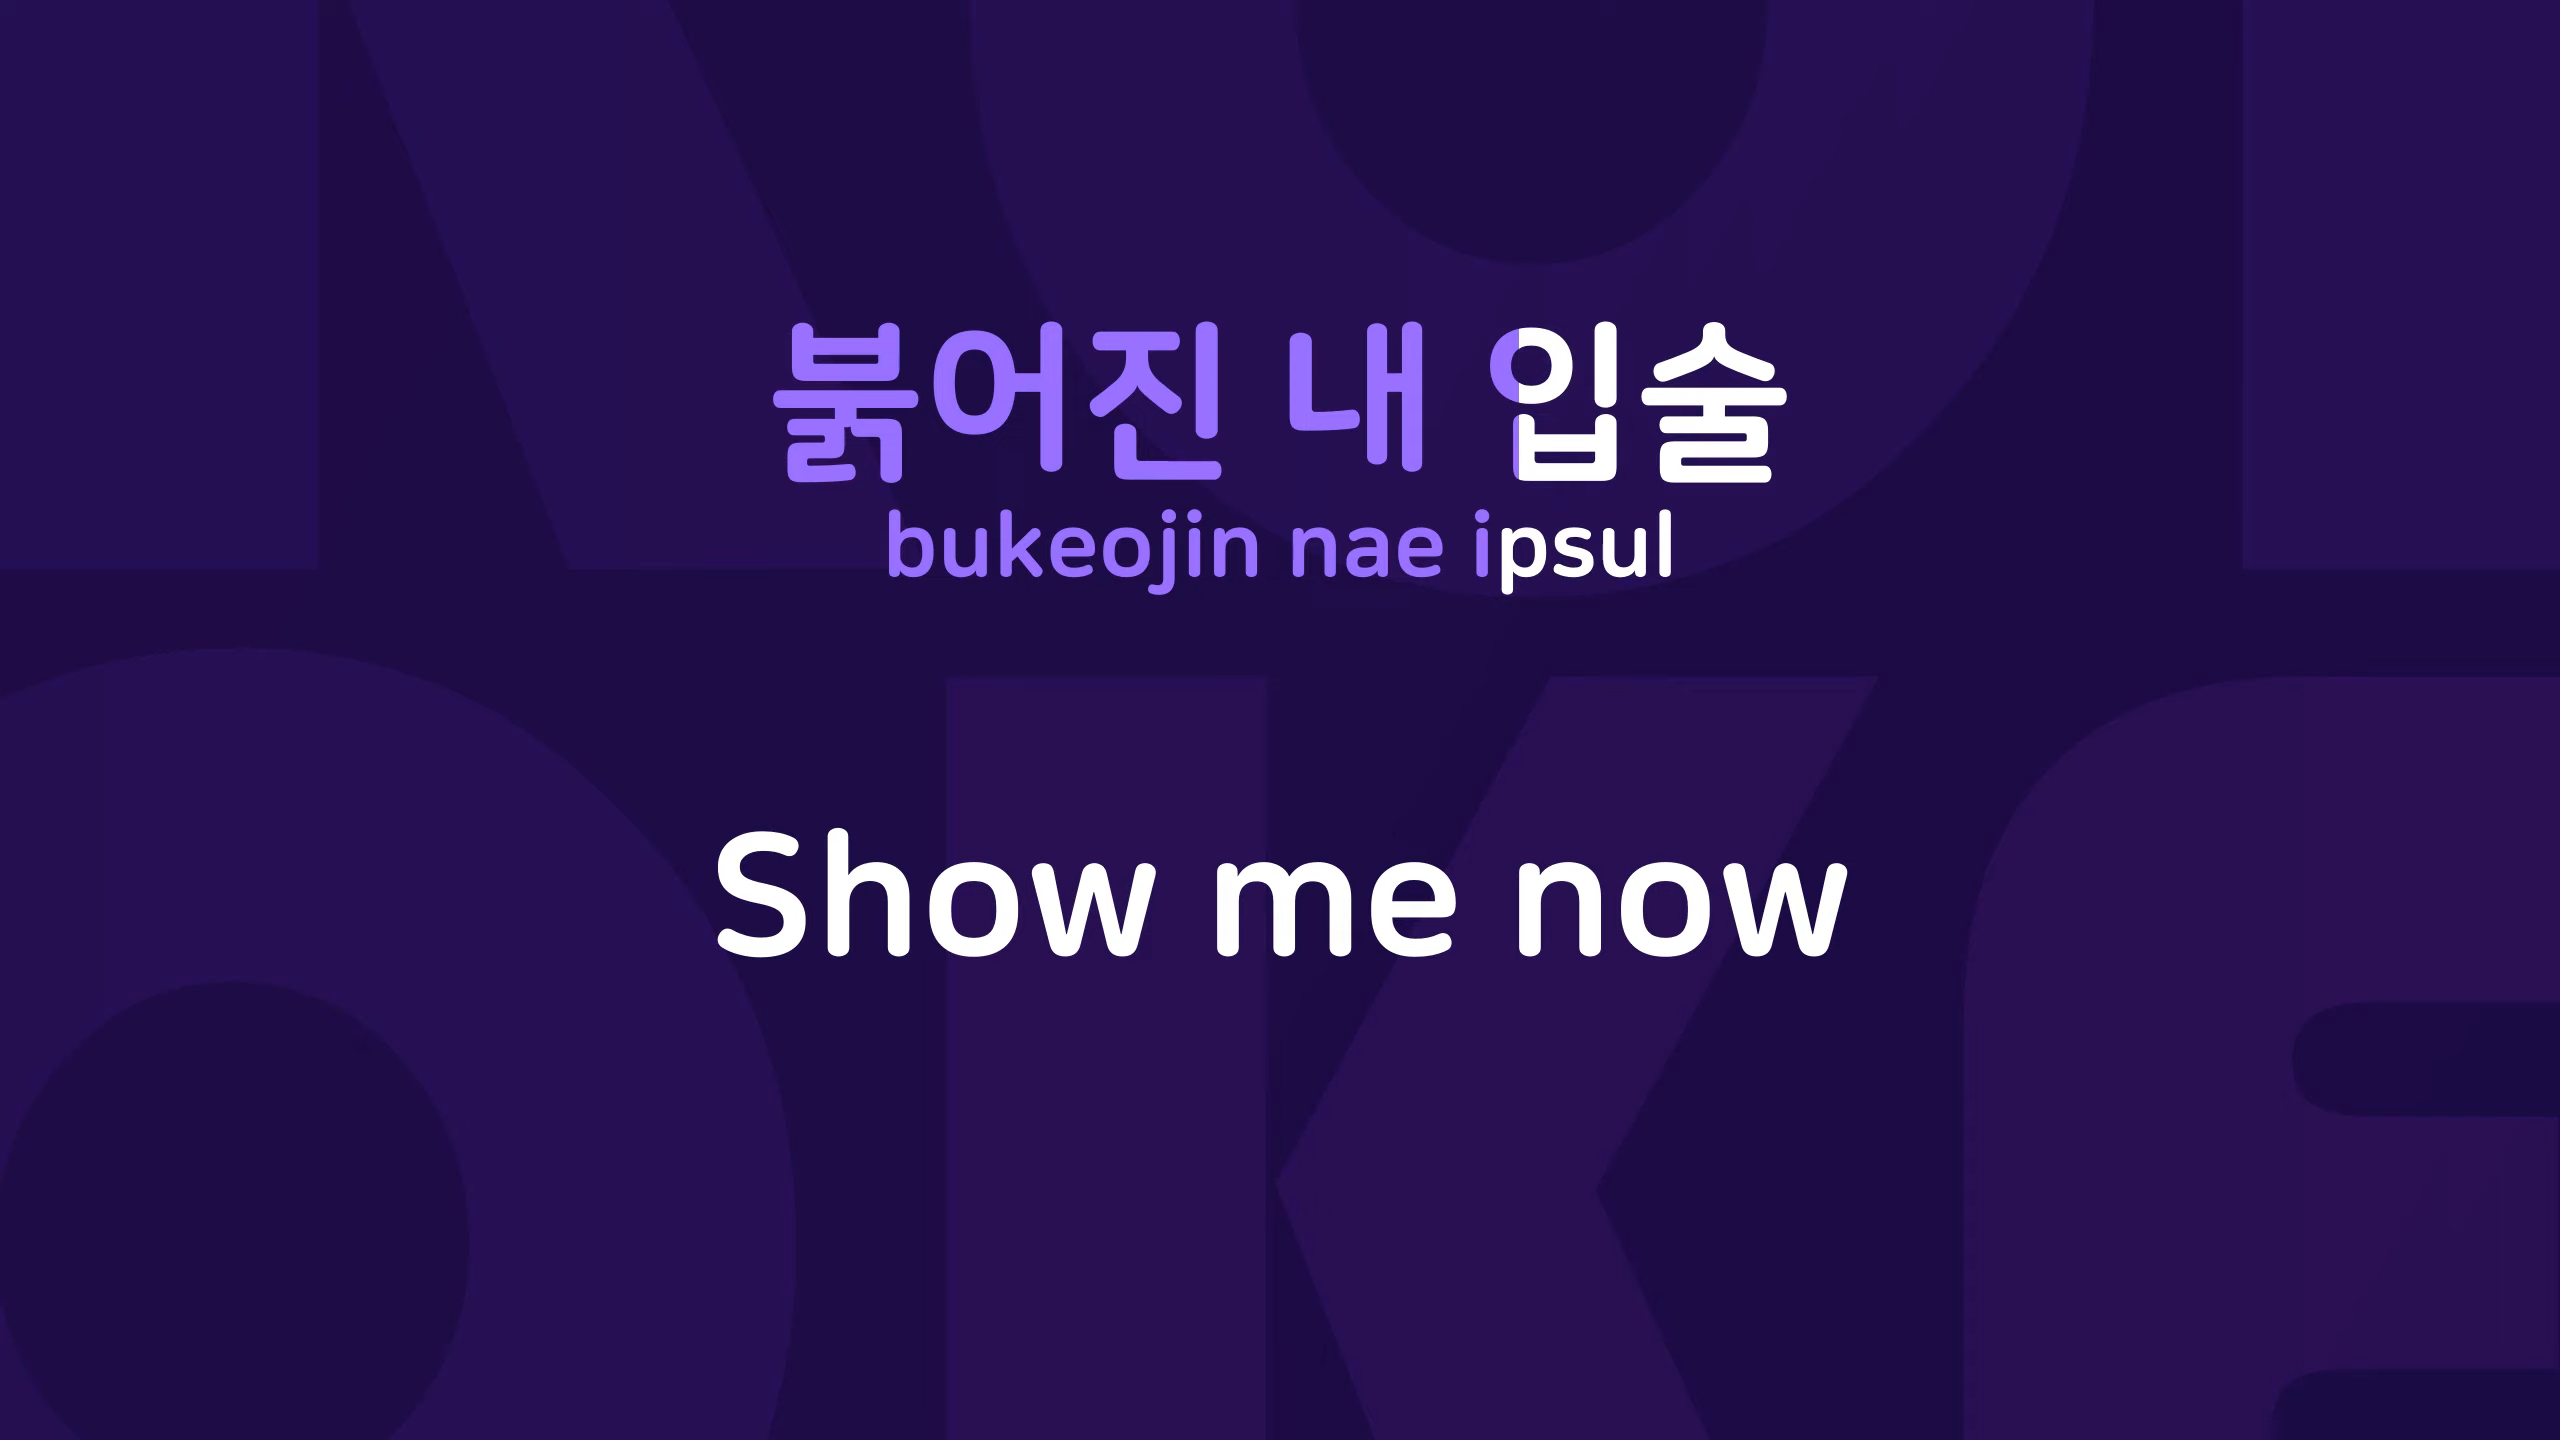 붉어진 내 입술
bukeojin nae ipsul
Show me now